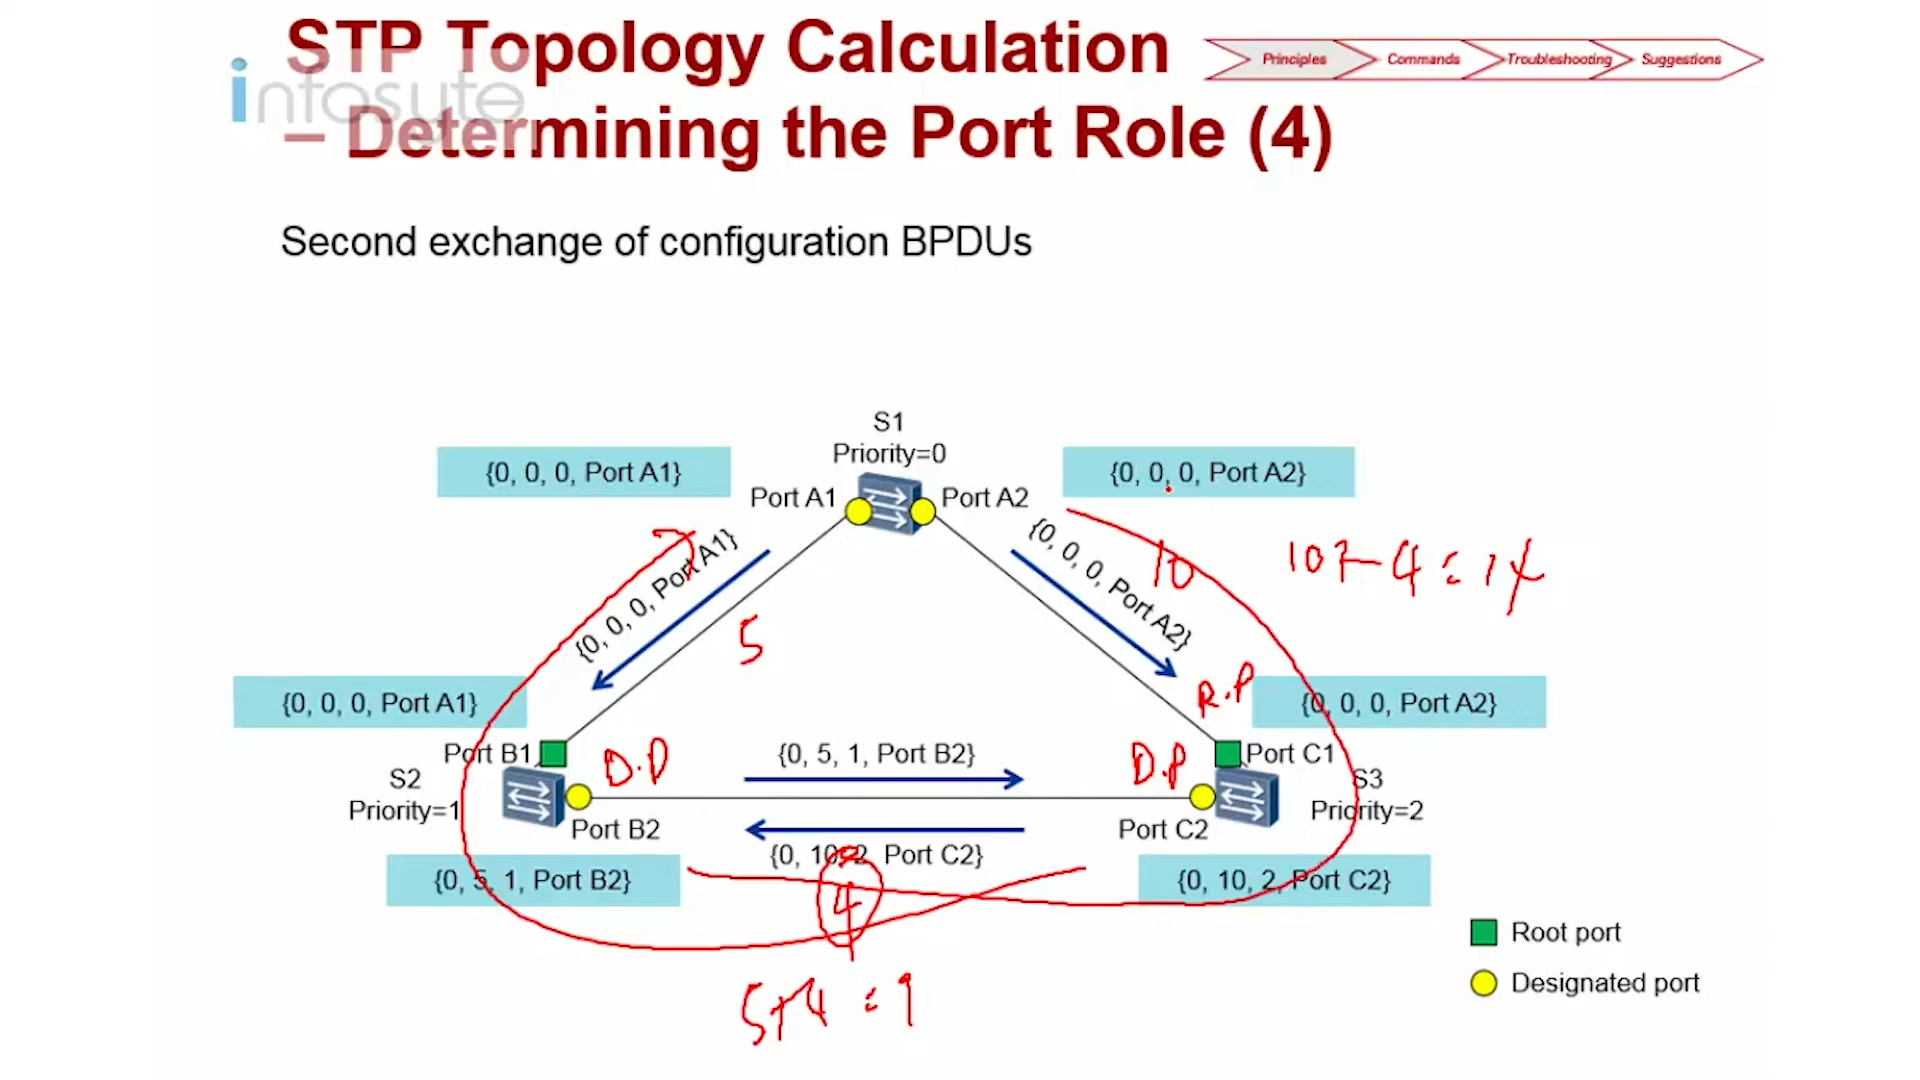 STP Topology Calculation
– Determining the Port Role (4)
infosyte
Principles
Commands
Troubleshooting
Suggestions
Second exchange of configuration BPDUs
S1
Priority=0
{0, 0, 0, Port A1}
{0, 0, 0, Port A2}
Port A1
Port A2
{0, 0, 0, Port A1}
{0, 0, 0, Port A2}
10
5
{0, 0, 0, Port A1}
R.P
{0, 0, 0, Port A2}
Port B1
D.P
{0, 5, 1, Port B2}
D.P
Port C1
S2
Priority=1
S3
Priority=2
Port B2
Port C2
{0, 10, 2, Port C2}
{0, 5, 1, Port B2}
4
{0, 10, 2, Port C2}
Root port
Designated port
5+4 = 9